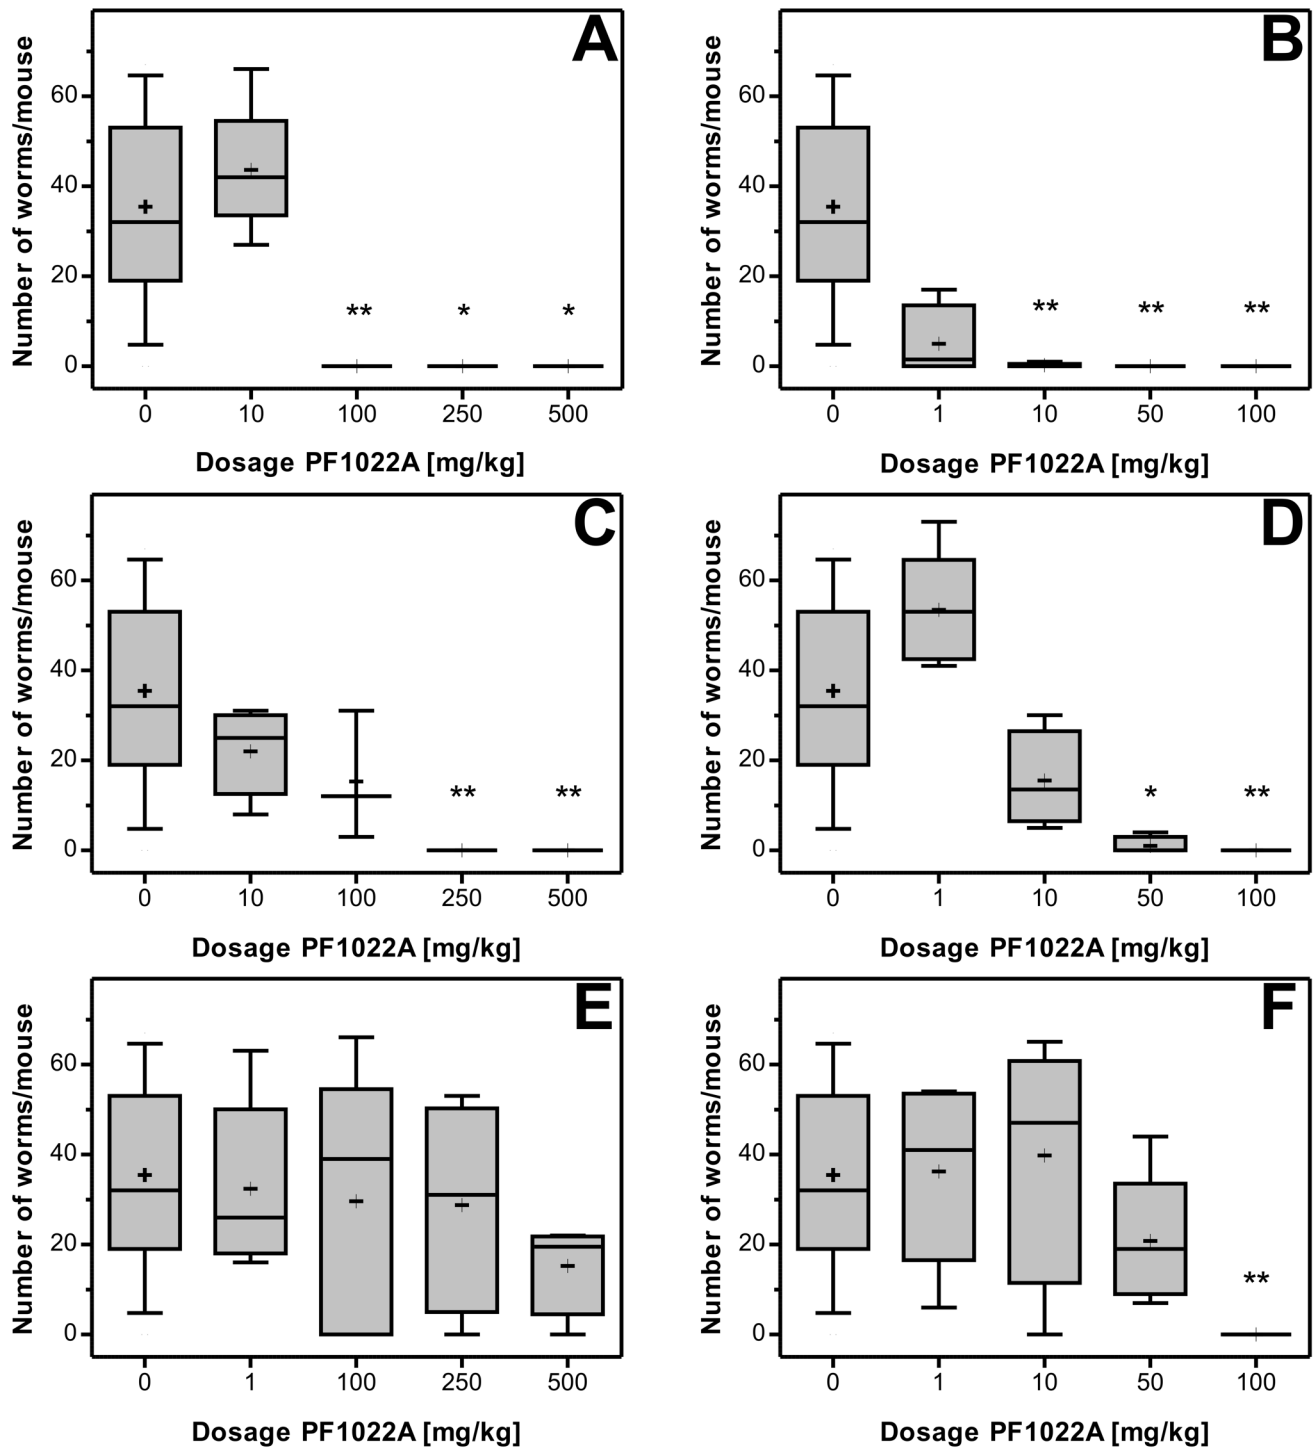 A
Number of worms/mouse
60
40
20
0
** * *
0 10 100 250 500
Dosage PF1022A [mg/kg]
B
Number of worms/mouse
60
40
20
0
** ** **
0 1 10 50 100
Dosage PF1022A [mg/kg]
C
Number of worms/mouse
60
40
20
0
** **
0 10 100 250 500
Dosage PF1022A [mg/kg]
D
Number of worms/mouse
60
40
20
0
* **
0 1 10 50 100
Dosage PF1022A [mg/kg]
E
Number of worms/mouse
60
40
20
0
0 1 100 250 500
Dosage PF1022A [mg/kg]
F
Number of worms/mouse
60
40
20
0
**
0 1 10 50 100
Dosage PF1022A [mg/kg]